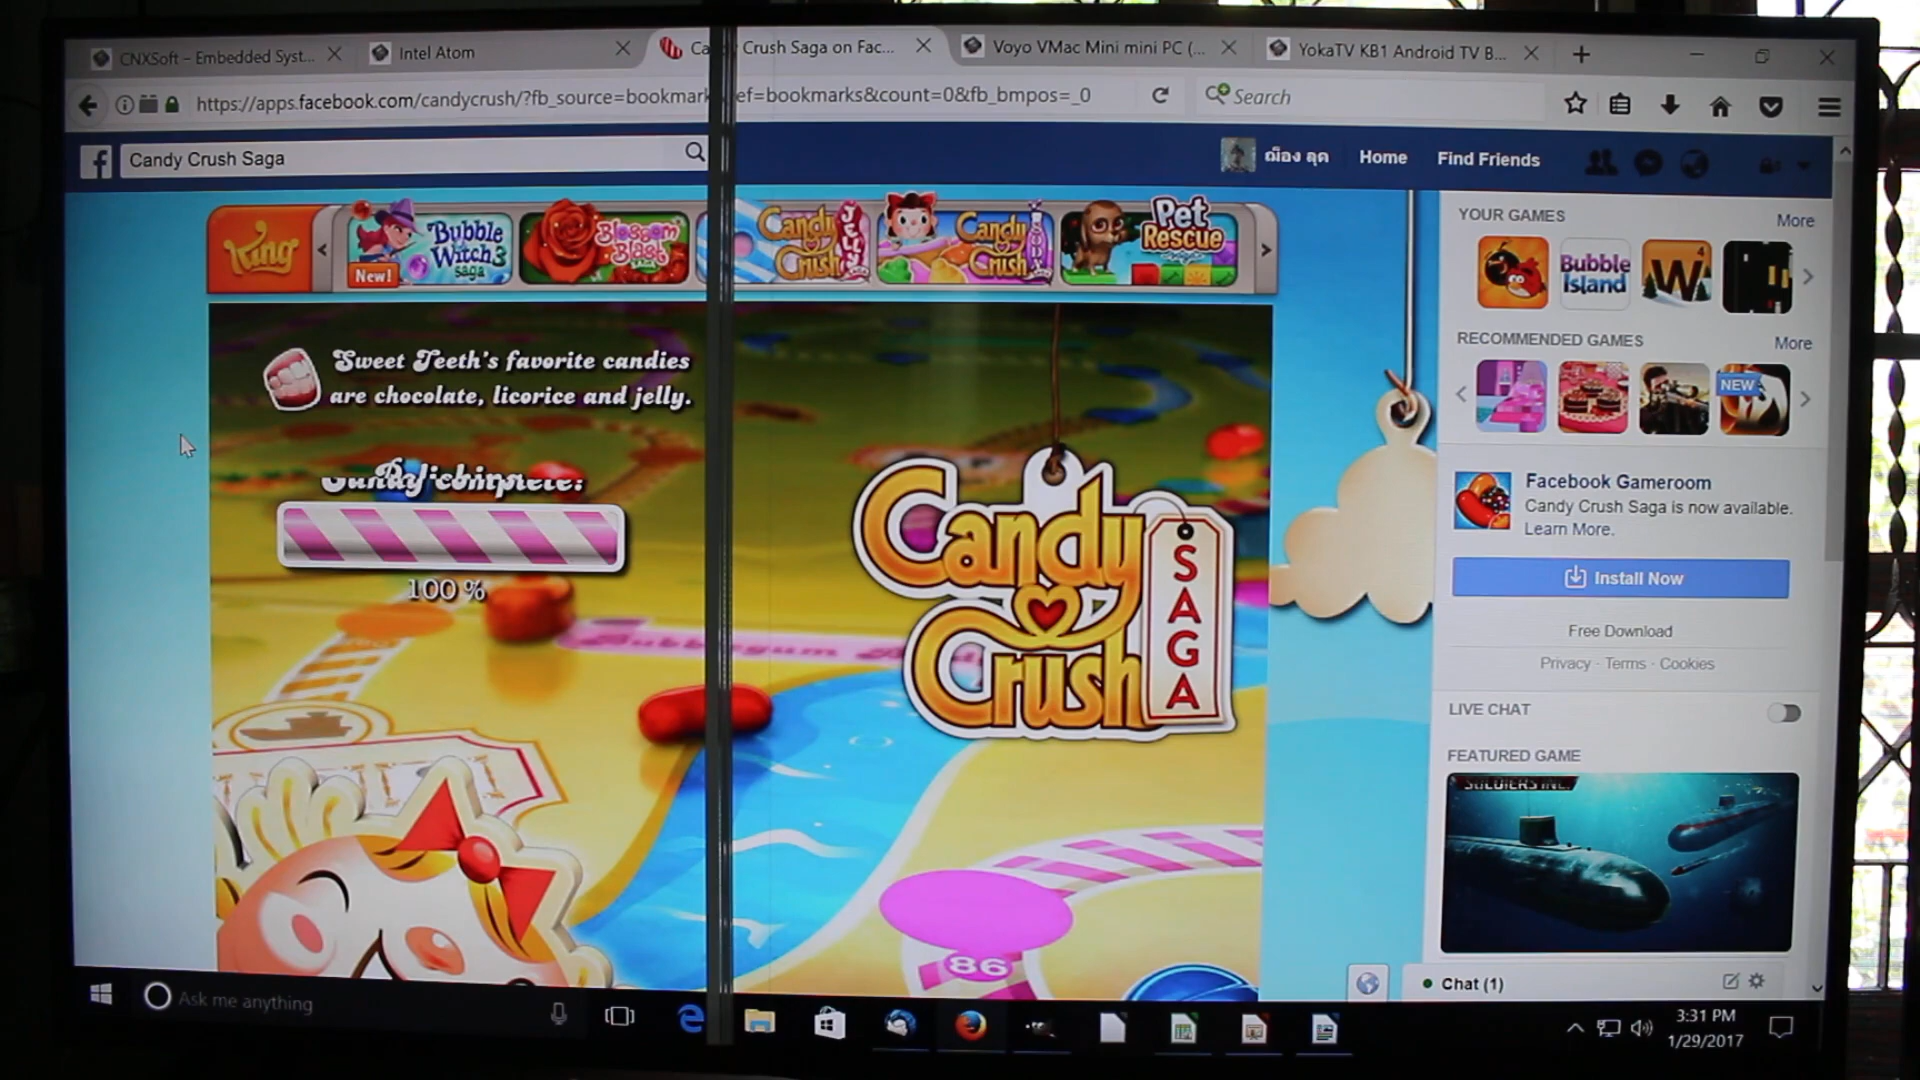 CNXSoft – Embedded Syst...
Intel Atom
Crush Saga on Fac...
Voyo VMac Mini mini PC (...
YokaTV KB1 Android TV B...
https://apps.facebook.com/candycrush/?fb_source=bookmark ef=bookmarks&count=0&fb_bmpos=_0
Search
Candy Crush Saga
Home
Find Friends
King
New!
Bubble Witch 3 Saga
Blossom Blast
Candy Crush Jelly
Candy Crush
Pet Rescue
YOUR GAMES
More
Bubble Island
W
RECOMMENDED GAMES
More
NEW
Sweet Teeth's favorite candies
are chocolate, licorice and jelly.
100 %
Candy Crush
SAGA
Bubblegum
86
Facebook Gameroom
Candy Crush Saga is now available.
Learn More.
Install Now
Free Download
Privacy · Terms · Cookies
LIVE CHAT
FEATURED GAME
SOLDIERS INC.
Chat (1)
Ask me anything
3:31 PM
1/29/2017